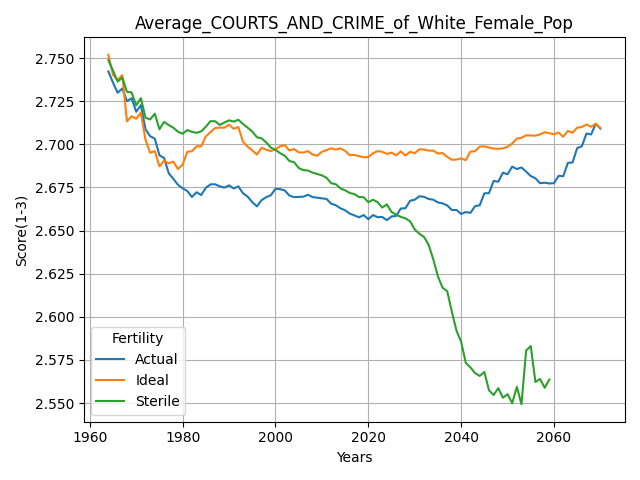 Average_COURTS_AND_CRIME_of_White_Female_Pop
Score(1-3)
2.750
2.725
2.700
2.675
2.650
2.625
2.600
2.575
2.550
Fertility
Actual
Ideal
Sterile
1960 1980 2000 2020 2040 2060
Years